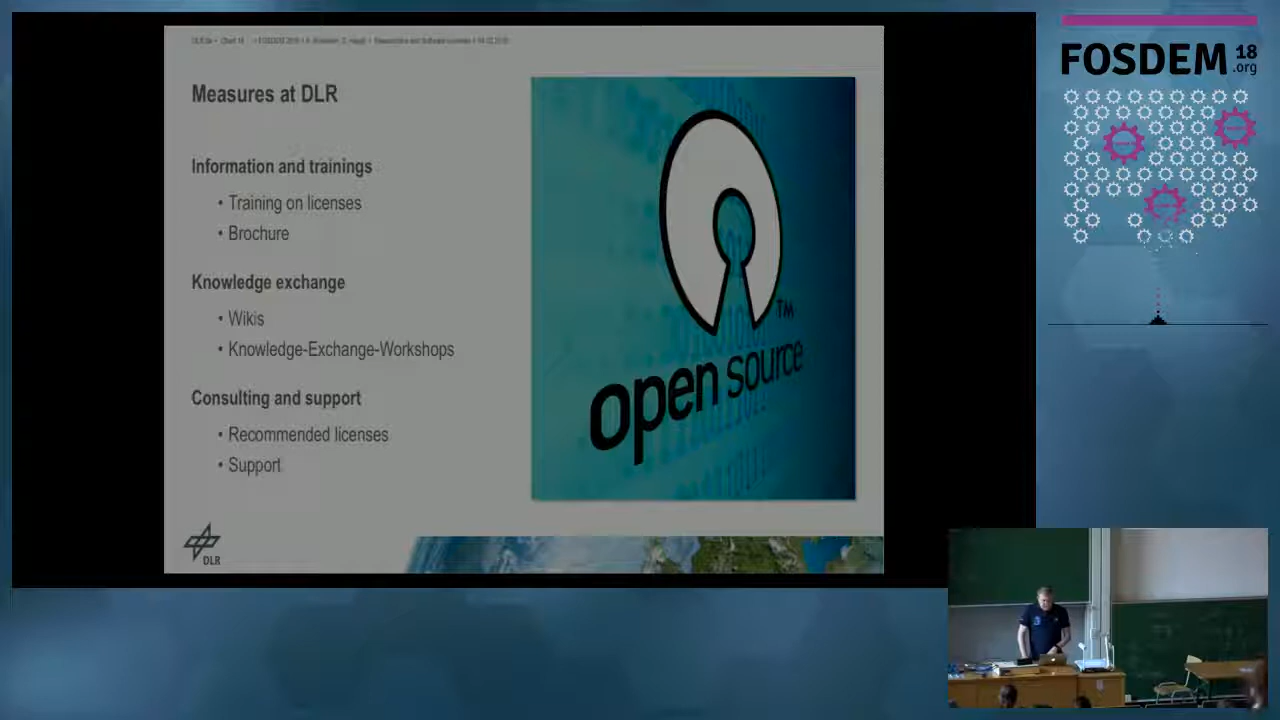 Measures at DLR
Information and trainings
• Training on licenses
• Brochure
Knowledge exchange
• Wikis
• Knowledge-Exchange-Workshops
Consulting and support
• Recommended licenses
• Support
DLR
TM
open source
FOSDEM 18
.org